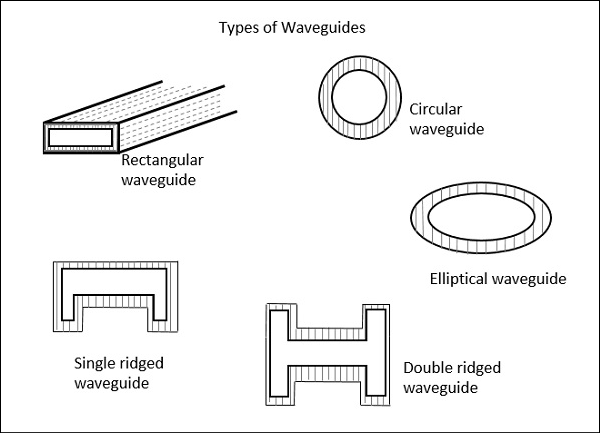 Types of Waveguides
Circular
waveguide
Rectangular
waveguide
Elliptical waveguide
Single ridged
waveguide
Double ridged
waveguide